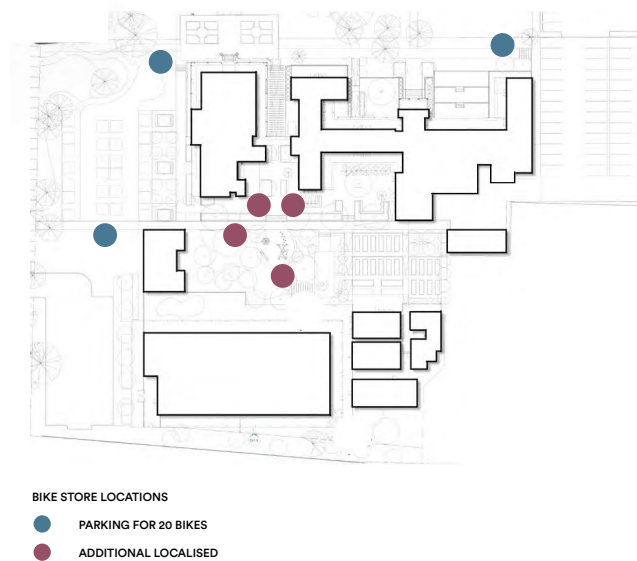 BIKE STORE LOCATIONS
PARKING FOR 20 BIKES
ADDITIONAL LOCALISED